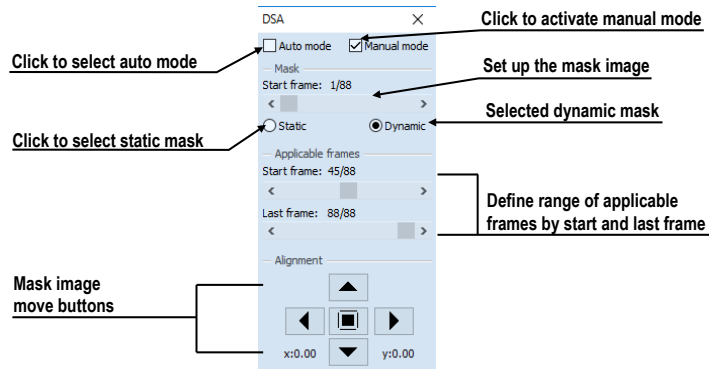 DSA
Click to activate manual mode
Auto mode
Manual mode
Click to select auto mode
Mask
Set up the mask image
Start frame: 1/88
Static
Dynamic
Selected dynamic mask
Click to select static mask
Applicable frames
Start frame: 45/88
Last frame: 88/88
Define range of applicable
frames by start and last frame
Alignment
Mask image
move buttons
x:0.00
y:0.00